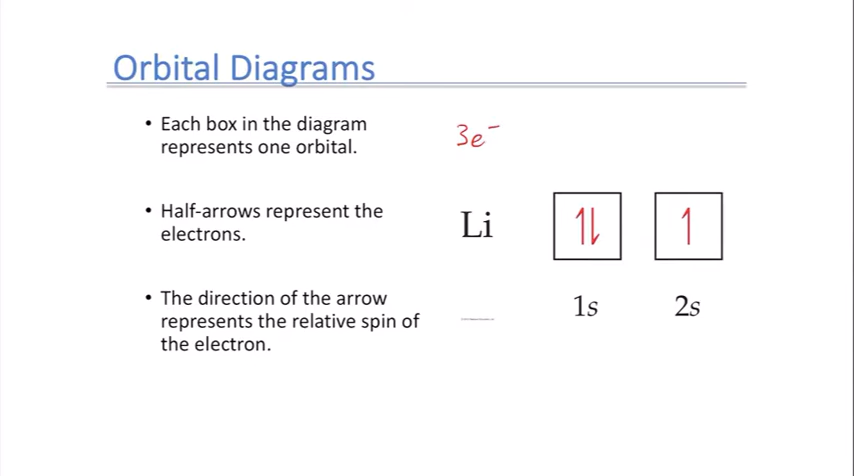 Orbital Diagrams
• Each box in the diagram
represents one orbital.
3e⁻
• Half-arrows represent the
electrons.
Li
1s
2s
• The direction of the arrow
represents the relative spin of
the electron.